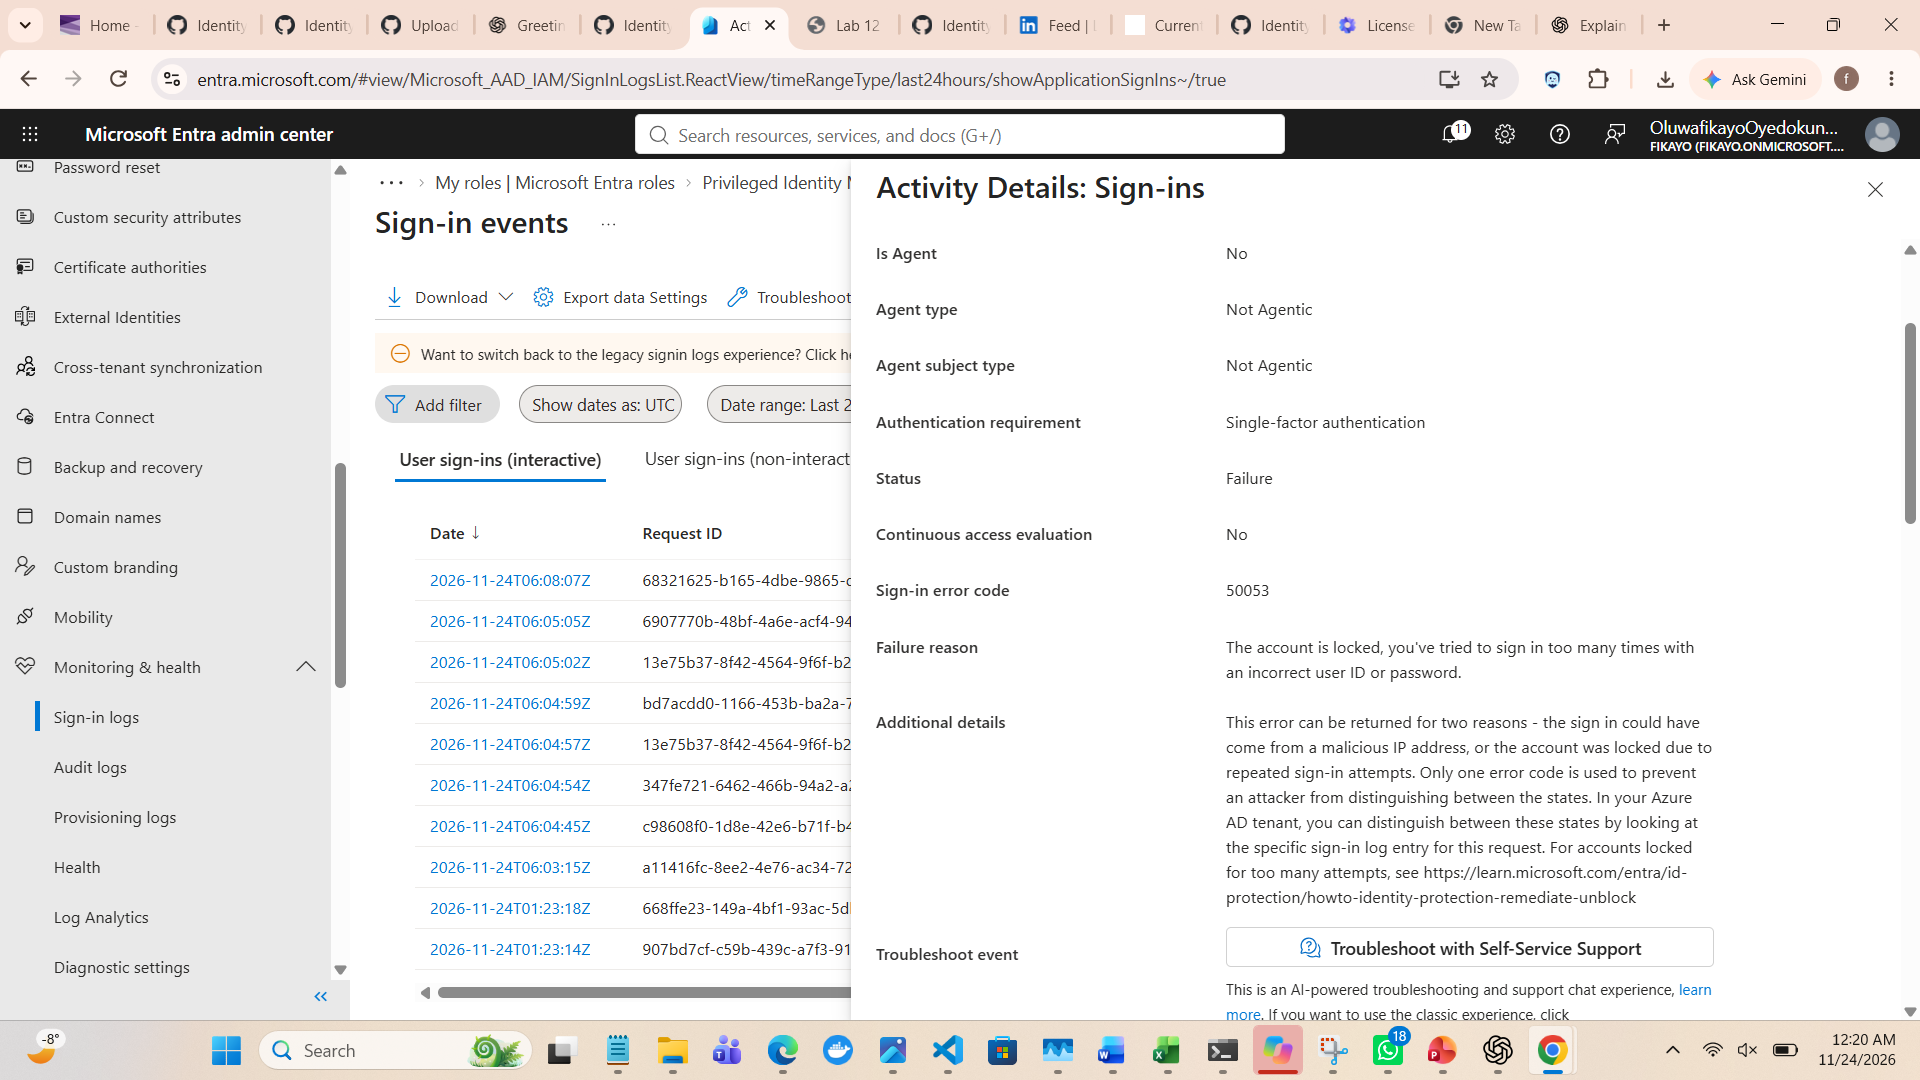 Home
Identity
Identity
Upload
Greetin
Identity
Act
Lab 12
Identity
Feed |
Current
Identity
License
New Ta
Explain
entra.microsoft.com/#view/Microsoft_AAD_IAM/SignInLogsList.ReactView/timeRangeType/last24hours/showApplicationSignIns~/true
Ask Gemini
f
Microsoft Entra admin center
Search resources, services, and docs (G+/)
11
OluwafikayoOyedokun...
FIKAYO (FIKAYO.ONMICROSOFT....
Password reset
Custom security attributes
Certificate authorities
External Identities
Cross-tenant synchronization
Entra Connect
Backup and recovery
Domain names
Custom branding
Mobility
Monitoring & health
Sign-in logs
Audit logs
Provisioning logs
Health
Log Analytics
Diagnostic settings
... > My roles | Microsoft Entra roles > Privileged Identity M
Sign-in events ...
Download
Export data Settings
Troubleshoot
Want to switch back to the legacy signin logs experience? Click he
Add filter
Show dates as: UTC
Date range: Last 2
User sign-ins (interactive)
User sign-ins (non-interact
Date ↓ Request ID
2026-11-24T06:08:07Z 68321625-b165-4dbe-9865-c
2026-11-24T06:05:05Z 6907770b-48bf-4a6e-acf4-94
2026-11-24T06:05:02Z 13e75b37-8f42-4564-9f6f-b2
2026-11-24T06:04:59Z bd7acdd0-1166-453b-ba2a-7
2026-11-24T06:04:57Z 13e75b37-8f42-4564-9f6f-b2
2026-11-24T06:04:54Z 347fe721-6462-466b-94a2-a2
2026-11-24T06:04:45Z c98608f0-1d8e-42e6-b71f-b4
2026-11-24T06:03:15Z a11416fc-8ee2-4e76-ac34-72
2026-11-24T01:23:18Z 668ffe23-149a-4bf1-93ac-5d
2026-11-24T01:23:14Z 907bd7cf-c59b-439c-a7f3-91
Activity Details: Sign-ins
Is Agent No
Agent type Not Agentic
Agent subject type Not Agentic
Authentication requirement Single-factor authentication
Status Failure
Continuous access evaluation No
Sign-in error code 50053
Failure reason The account is locked, you've tried to sign in too many times with
an incorrect user ID or password.
Additional details This error can be returned for two reasons - the sign in could have
come from a malicious IP address, or the account was locked due to
repeated sign-in attempts. Only one error code is used to prevent
an attacker from distinguishing between the states. In your Azure
AD tenant, you can distinguish between these states by looking at
the specific sign-in log entry for this request. For accounts locked
for too many attempts, see https://learn.microsoft.com/entra/id-
protection/howto-identity-protection-remediate-unblock
Troubleshoot event Troubleshoot with Self-Service Support
This is an AI-powered troubleshooting and support chat experience, learn
more. If you want to use the classic experience, click
-8°
Search
18
12:20 AM
11/24/2026